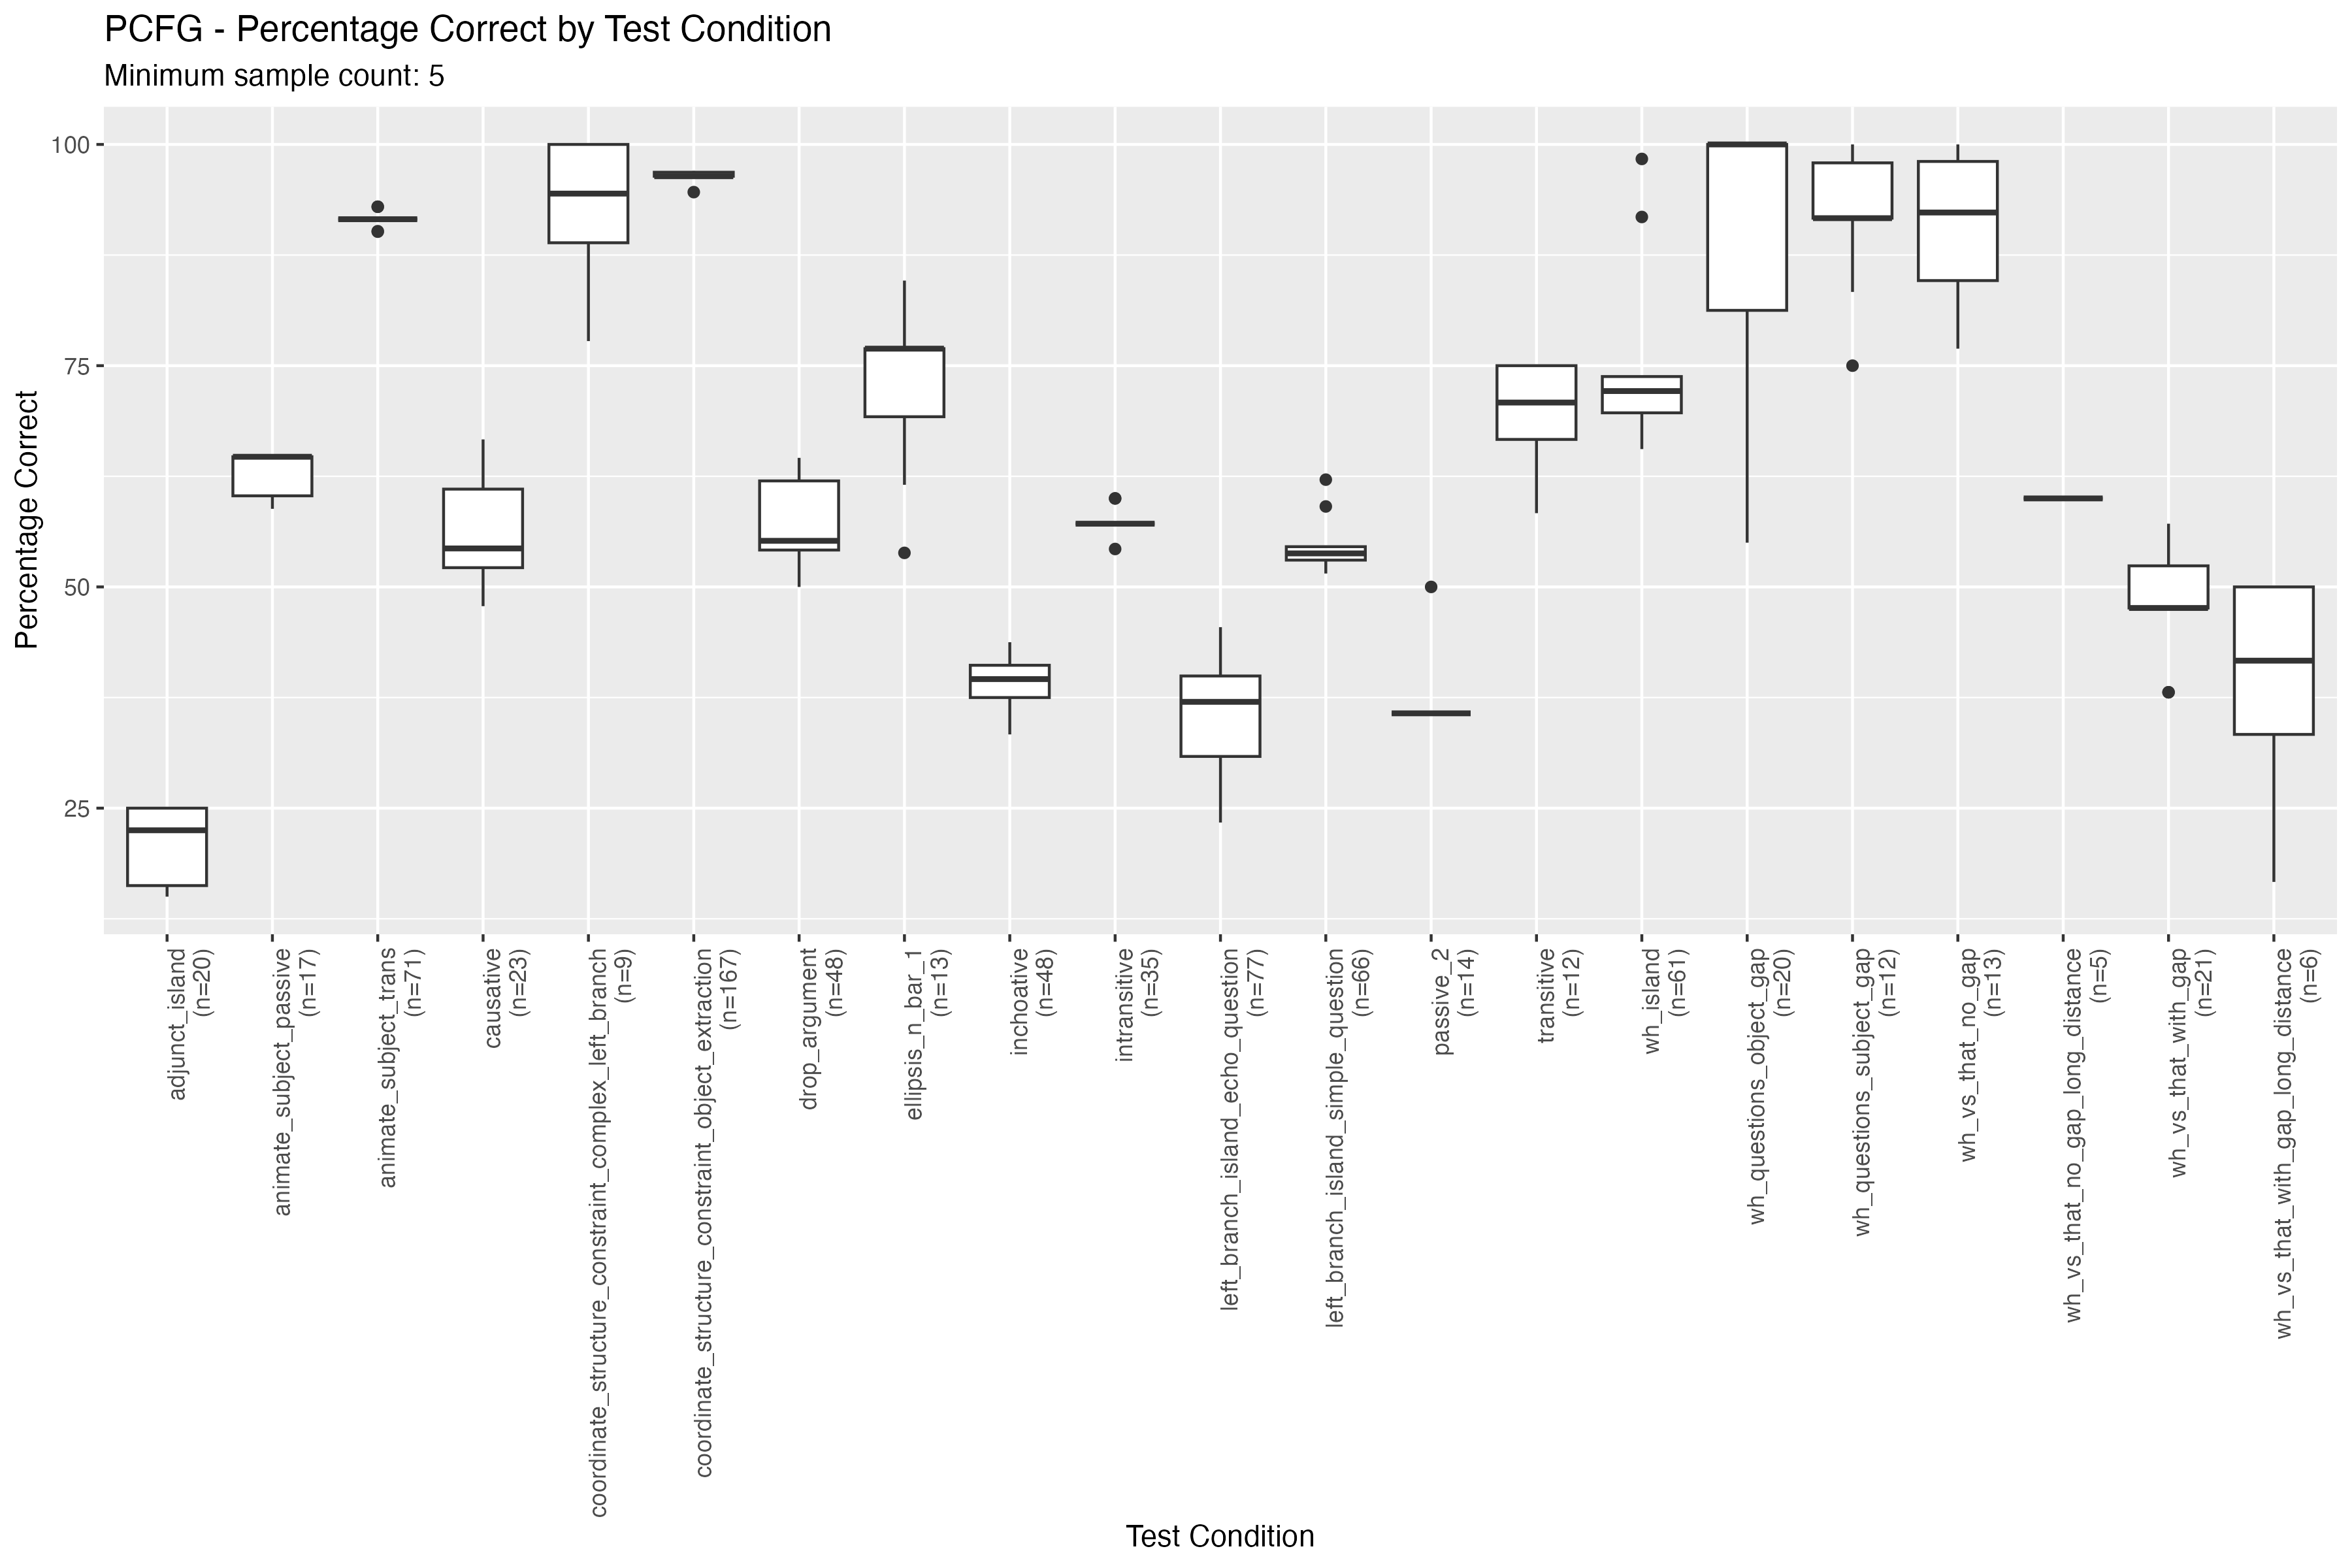 PCFG - Percentage Correct by Test Condition
Minimum sample count: 5
Percentage Correct
100
75
50
25
adjunct_island
(n=20)
animate_subject_passive
(n=17)
animate_subject_trans
(n=71)
causative
(n=23)
coordinate_structure_constraint_complex_left_branch
(n=9)
coordinate_structure_constraint_object_extraction
(n=167)
drop_argument
(n=48)
ellipsis_n_bar_1
(n=13)
inchoative
(n=48)
intransitive
(n=35)
left_branch_island_echo_question
(n=77)
left_branch_island_simple_question
(n=66)
passive_2
(n=14)
transitive
(n=12)
wh_island
(n=61)
wh_questions_object_gap
(n=20)
wh_questions_subject_gap
(n=12)
wh_vs_that_no_gap
(n=13)
wh_vs_that_no_gap_long_distance
(n=5)
wh_vs_that_with_gap
(n=21)
wh_vs_that_with_gap_long_distance
(n=6)
Test Condition